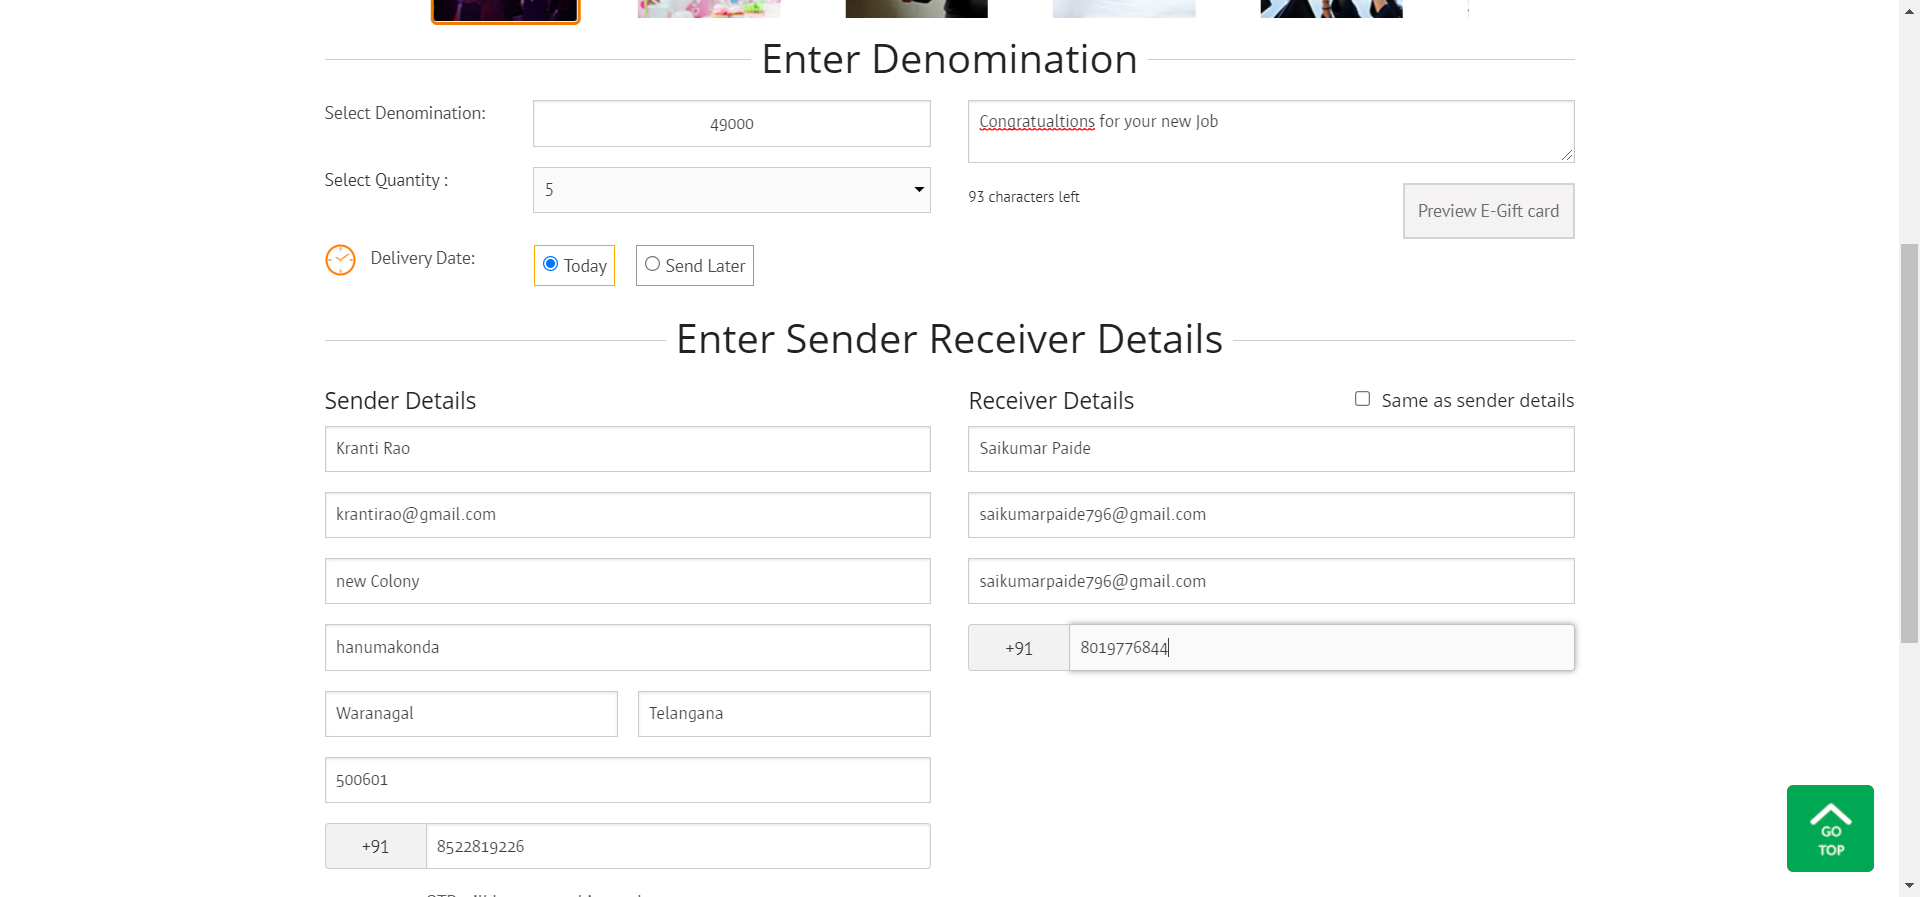 Enter Denomination
Select Denomination:
49000
Congratualtions for your new Job
Select Quantity :
5
93 characters left
Preview E-Gift card
Delivery Date:
Today
Send Later
Enter Sender Receiver Details
Sender Details
Receiver Details
Same as sender details
Kranti Rao
Saikumar Paide
krantirao@gmail.com
saikumarpaide796@gmail.com
new Colony
saikumarpaide796@gmail.com
hanumakonda
+91
8019776844
Waranagal
Telangana
500601
+91
8522819226
GO
TOP